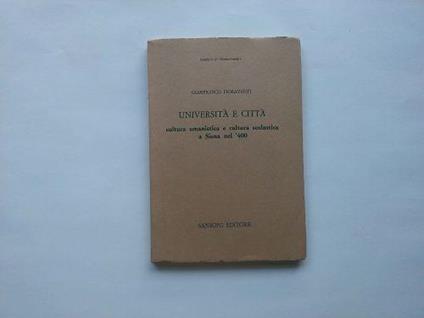 GIANFRANCO FIORAVANTI
UNIVERSITÀ E CITTÀ
cultura umanistica e cultura scolastica
a Siena nel '400
SANSONI EDITORE